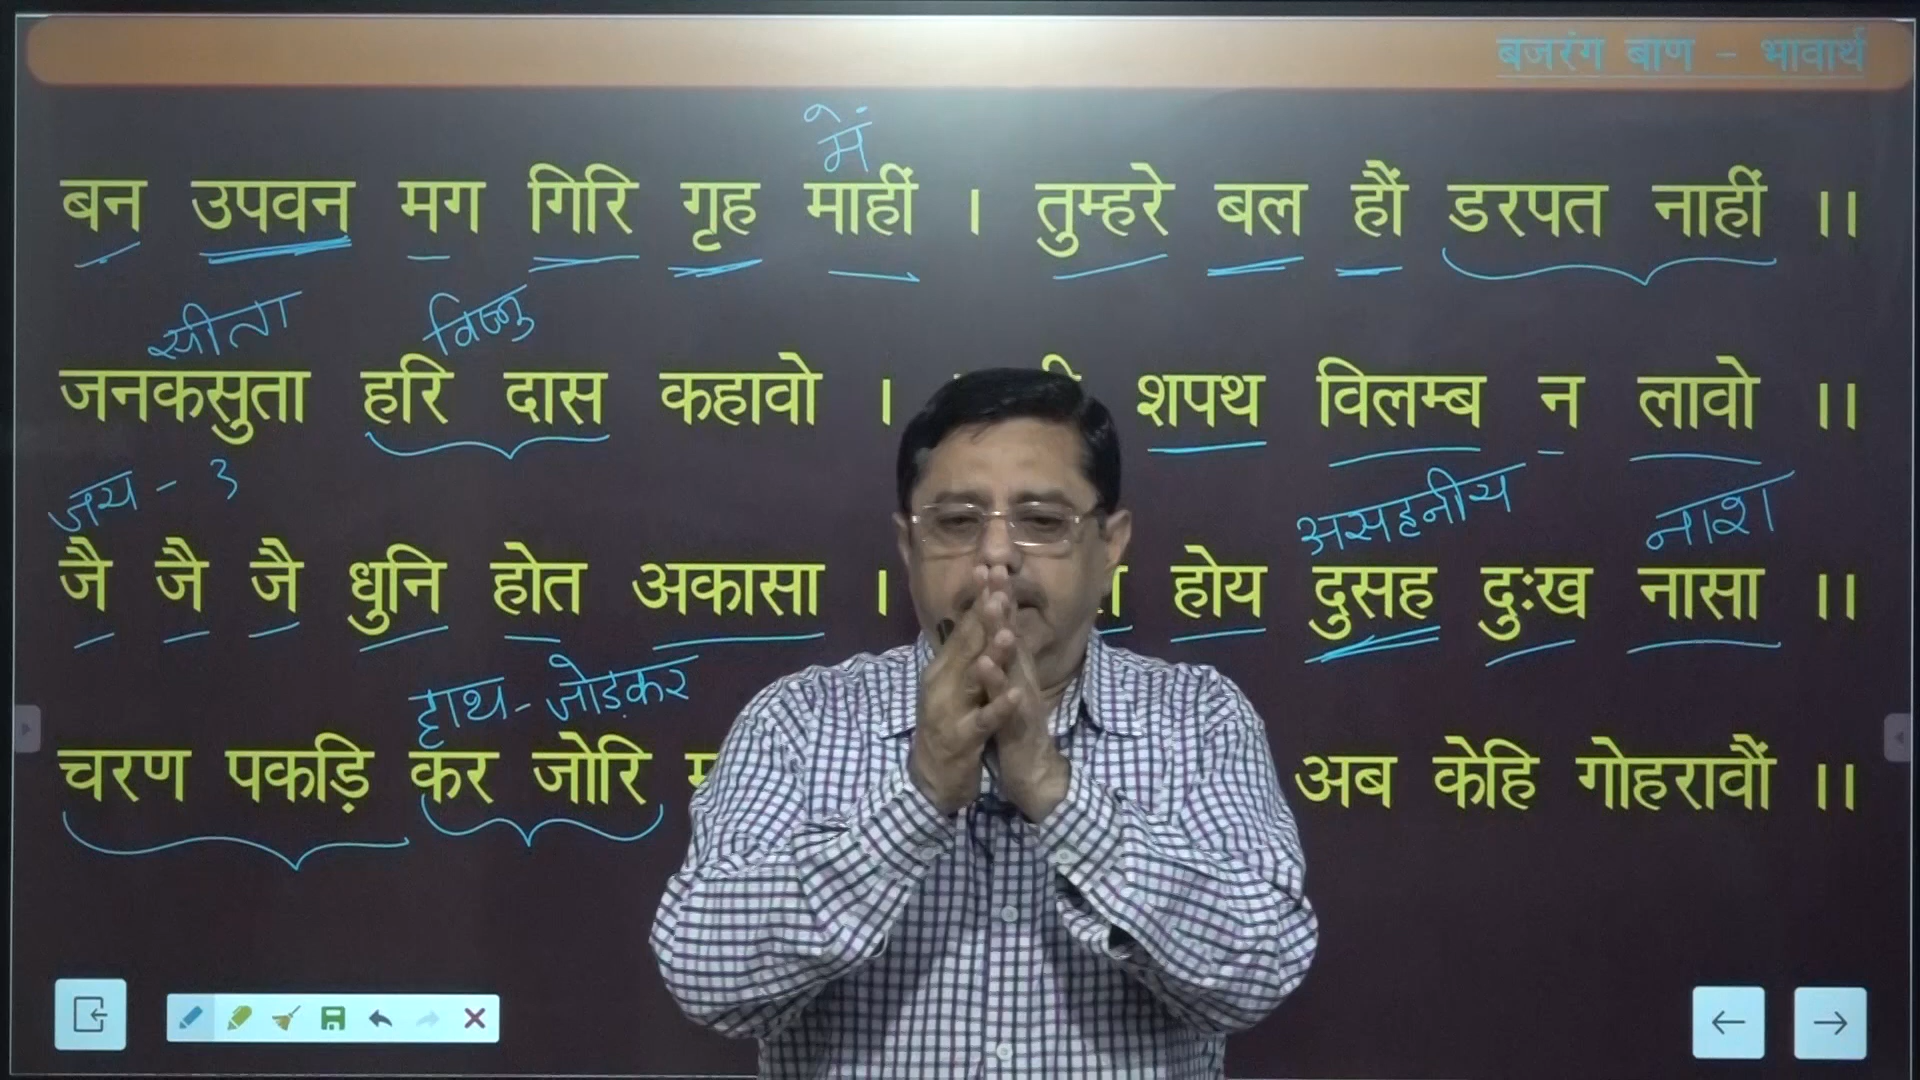 बजरंग बाण - भावार्थ
में
बन उपवन मग गिरि गृह माहीं । तुम्हरे बल हौं डरपत नाहीं ।।
सीता विष्णु
जनकसुता हरि दास कहावो । शपथ विलम्ब न लावो ।।
जय - ३ असहनीय नाश
जै जै जै धुनि होत अकासा । होय दुसह दुःख नासा ।।
हाथ - जोड़कर
चरण पकड़ि कर जोरि अब केहि गोहरावौं ।।